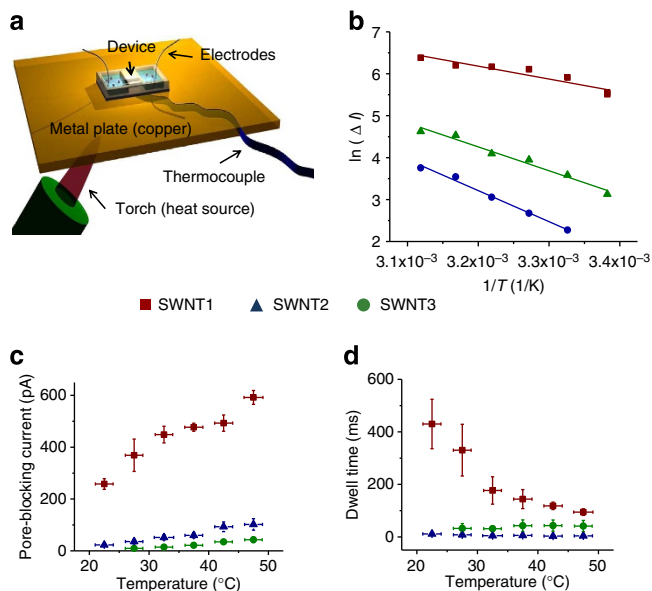 a
Device
Electrodes
Metal plate (copper)
Thermocouple
Torch (heat source)
b
ln (Δ I)
7
6
5
4
3
2
3.1x10⁻³ 3.2x10⁻³ 3.3x10⁻³ 3.4x10⁻³
1/T (1/K)
SWNT1 SWNT2 SWNT3
c
Pore-blocking current (pA)
600
400
200
0
20 30 40 50
Temperature (°C)
d
Dwell time (ms)
600
400
200
0
20 30 40 50
Temperature (°C)